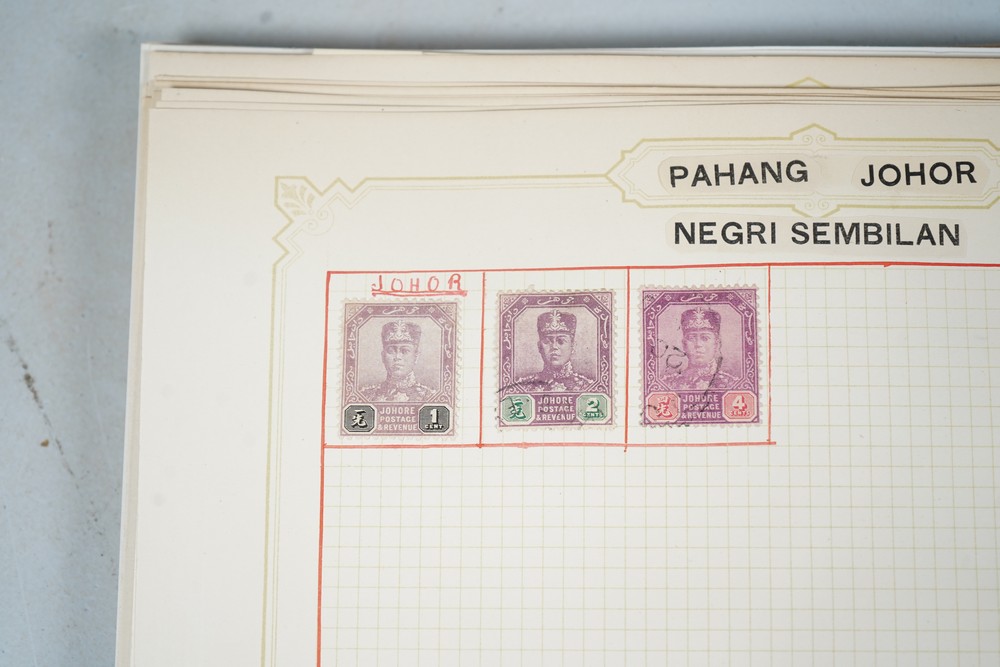 PAHANG JOHOR
NEGRI SEMBILAN
JOHOR
JOHORE
POSTAGE
& REVENUE
1
CENT
JOHORE
POSTAGE
& REVENUE
2
CENTS
JOHORE
POSTAGE
& REVENUE
4
CENTS